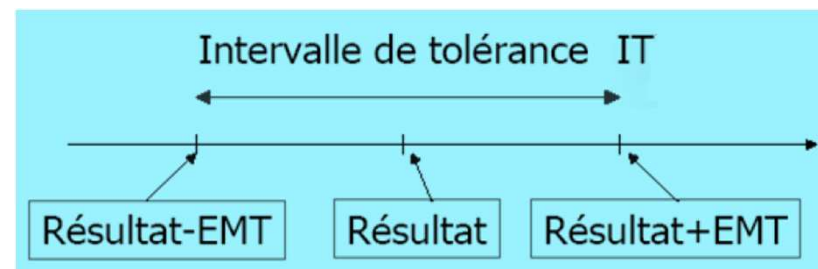 Intervalle de tolérance IT
Résultat-EMT Résultat Résultat+EMT